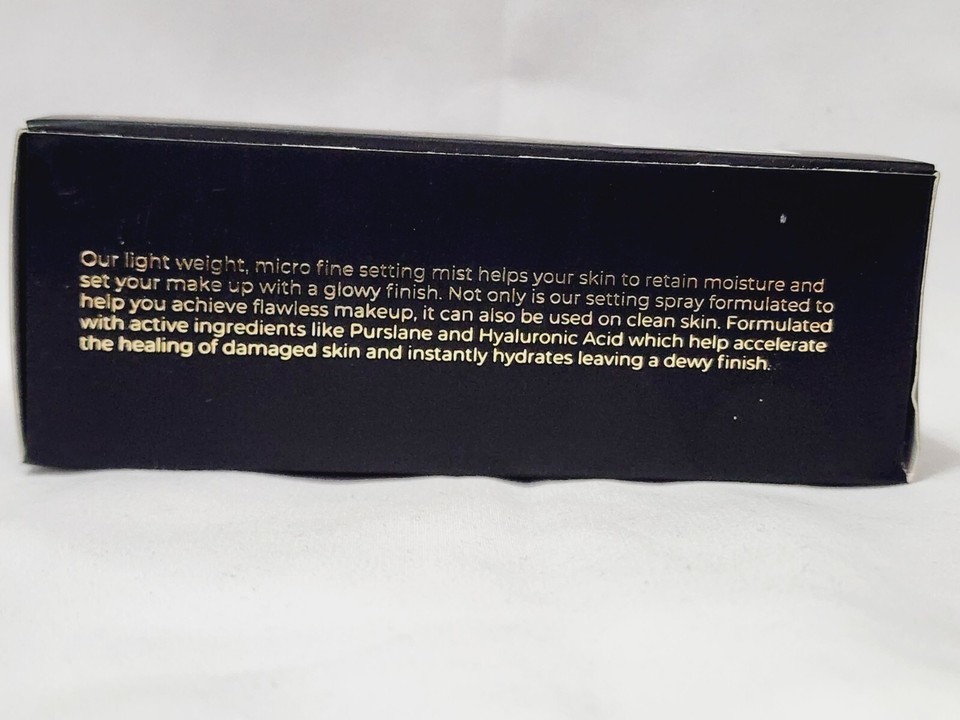 Our light weight, micro fine setting mist helps your skin to retain moisture and
set your make up with a glowy finish. Not only is our setting spray formulated to
help you achieve flawless makeup, it can also be used on clean skin. Formulated
with active ingredients like Purslane and Hyaluronic Acid which help accelerate
the healing of damaged skin and instantly hydrates leaving a dewy finish.